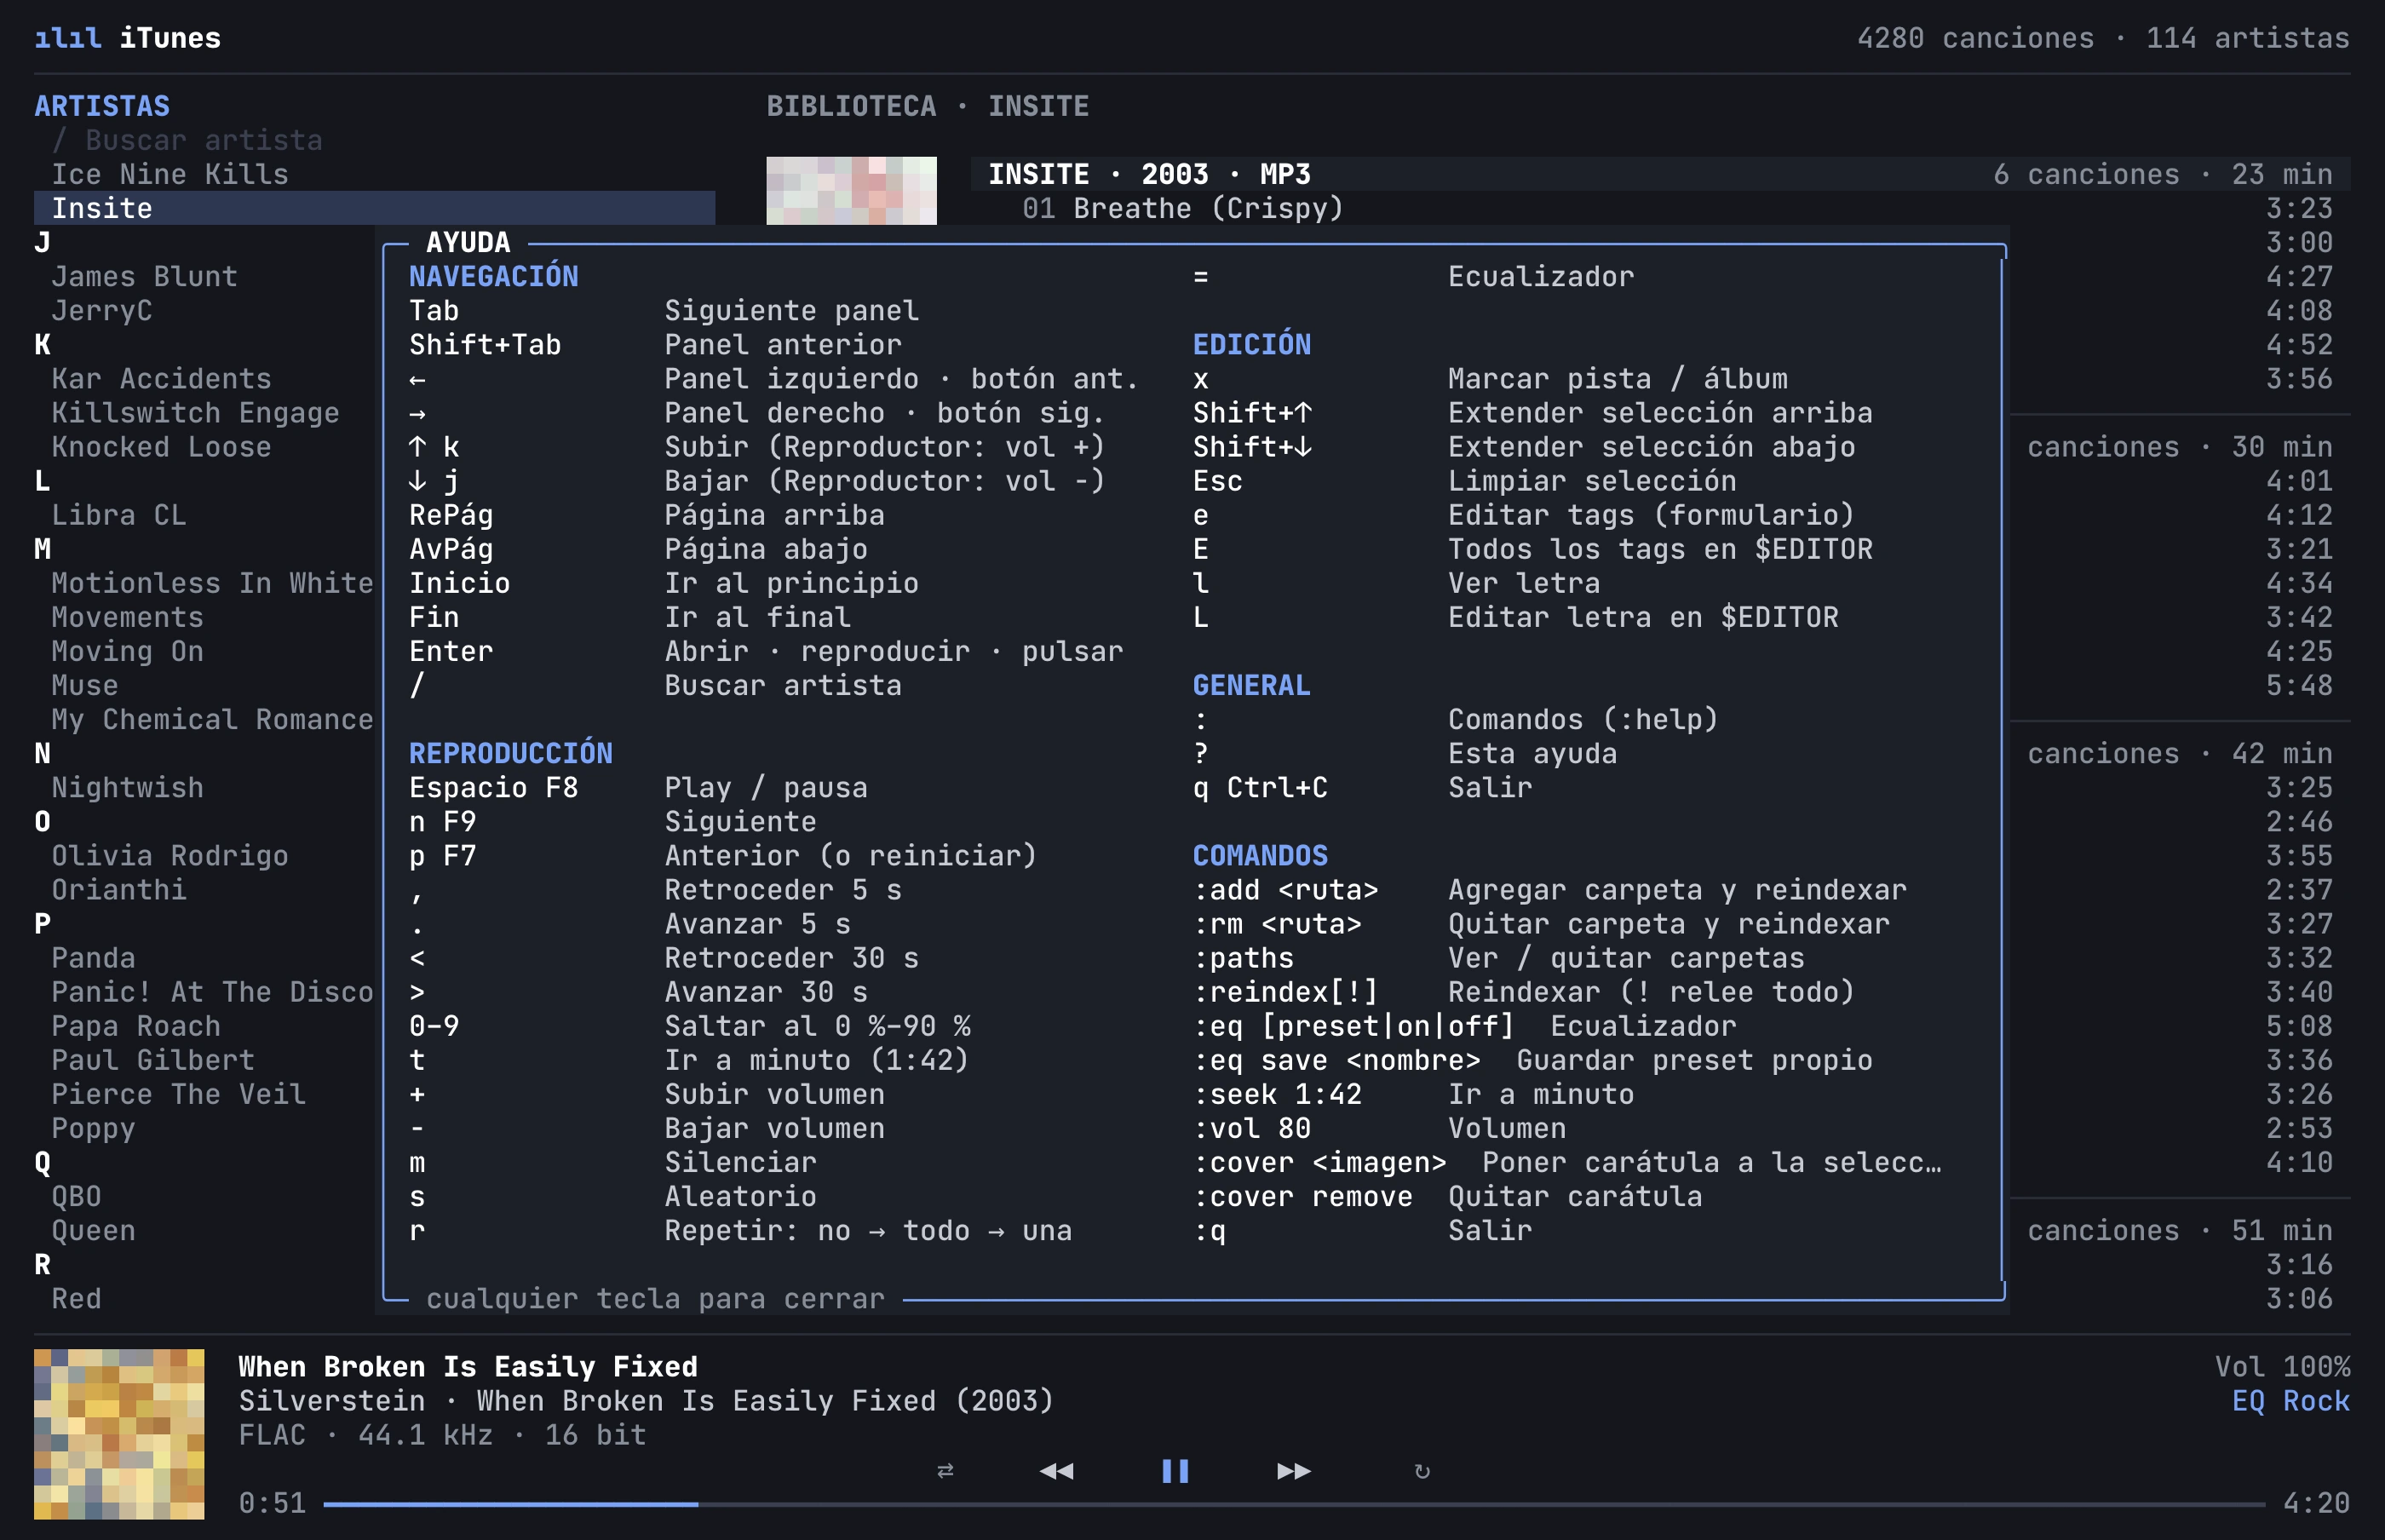 ılıl iTunes
4280 canciones · 114 artistas
ARTISTAS
/ Buscar artista
Ice Nine Kills
Insite
J
James Blunt
JerryC
K
Kar Accidents
Killswitch Engage
Knocked Loose
L
Libra CL
M
Motionless In White
Movements
Moving On
Muse
My Chemical Romance
N
Nightwish
O
Olivia Rodrigo
Orianthi
P
Panda
Panic! At The Disco
Papa Roach
Paul Gilbert
Pierce The Veil
Poppy
Q
QBO
Queen
R
Red
BIBLIOTECA · INSITE
INSITE · 2003 · MP3 6 canciones · 23 min
01 Breathe (Crispy) 3:23
3:00
4:27
4:08
4:52
3:56
canciones · 30 min
4:01
4:12
3:21
4:34
3:42
4:25
5:48
canciones · 42 min
3:25
2:46
3:55
2:37
3:27
3:32
3:40
5:08
3:36
3:26
2:53
4:10
canciones · 51 min
3:16
3:06
AYUDA
NAVEGACIÓN
Tab Siguiente panel
Shift+Tab Panel anterior
← Panel izquierdo · botón ant.
→ Panel derecho · botón sig.
↑ k Subir (Reproductor: vol +)
↓ j Bajar (Reproductor: vol -)
RePág Página arriba
AvPág Página abajo
Inicio Ir al principio
Fin Ir al final
Enter Abrir · reproducir · pulsar
/ Buscar artista
REPRODUCCIÓN
Espacio F8 Play / pausa
n F9 Siguiente
p F7 Anterior (o reiniciar)
, Retroceder 5 s
. Avanzar 5 s
< Retroceder 30 s
> Avanzar 30 s
0–9 Saltar al 0 %–90 %
t Ir a minuto (1:42)
+ Subir volumen
- Bajar volumen
m Silenciar
s Aleatorio
r Repetir: no → todo → una
= Ecualizador
EDICIÓN
x Marcar pista / álbum
Shift+↑ Extender selección arriba
Shift+↓ Extender selección abajo
Esc Limpiar selección
e Editar tags (formulario)
E Todos los tags en $EDITOR
l Ver letra
L Editar letra en $EDITOR
GENERAL
: Comandos (:help)
? Esta ayuda
q Ctrl+C Salir
COMANDOS
:add <ruta> Agregar carpeta y reindexar
:rm <ruta> Quitar carpeta y reindexar
:paths Ver / quitar carpetas
:reindex[!] Reindexar (! relee todo)
:eq [preset|on|off] Ecualizador
:eq save <nombre> Guardar preset propio
:seek 1:42 Ir a minuto
:vol 80 Volumen
:cover <imagen> Poner carátula a la selecc…
:cover remove Quitar carátula
:q Salir
cualquier tecla para cerrar
When Broken Is Easily Fixed
Silverstein · When Broken Is Easily Fixed (2003)
FLAC · 44.1 kHz · 16 bit
Vol 100%
EQ Rock
0:51
4:20